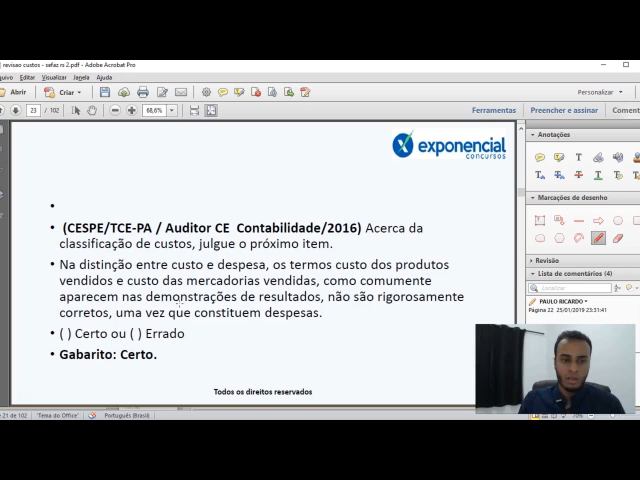 revisao custos - sefaz rs 2.pdf - Adobe Acrobat Pro
quivo Editar Visualizar Janela Ajuda
Abrir Criar Personalizar
23 / 102 68,6% Ferramentas Preencher e assinar Comentário
exponencial
concursos
• (CESPE/TCE-PA / Auditor CE Contabilidade/2016) Acerca da
classificação de custos, julgue o próximo item.
• Na distinção entre custo e despesa, os termos custo dos produtos
vendidos e custo das mercadorias vendidas, como comumente
aparecem nas demonstrações de resultados, não são rigorosamente
corretos, uma vez que constituem despesas.
• ( ) Certo ou ( ) Errado
• Gabarito: Certo.
Todos os direitos reservados
Anotações
Marcações de desenho
Revisão
Lista de comentários (4)
Localizar
PAULO RICARDO
Página 22 25/01/2019 23:31:41
21 de 102 'Tema do Office' Português (Brasil) 70%